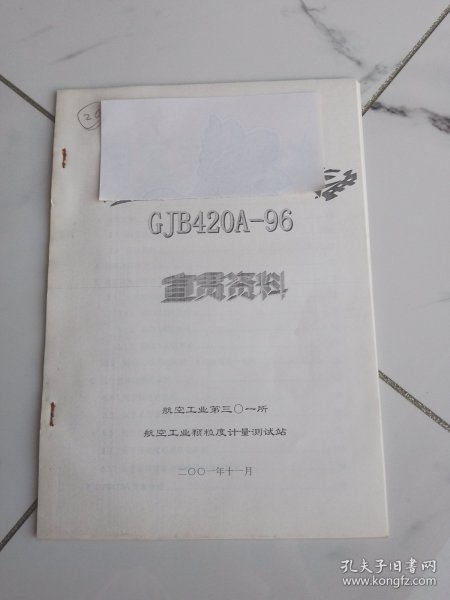 GJB420A-96
宣贯资料
航空工业第三〇一所
航空工业颗粒度计量测试站
二〇〇一年十一月
孔夫子旧书网
www.kongfz.com